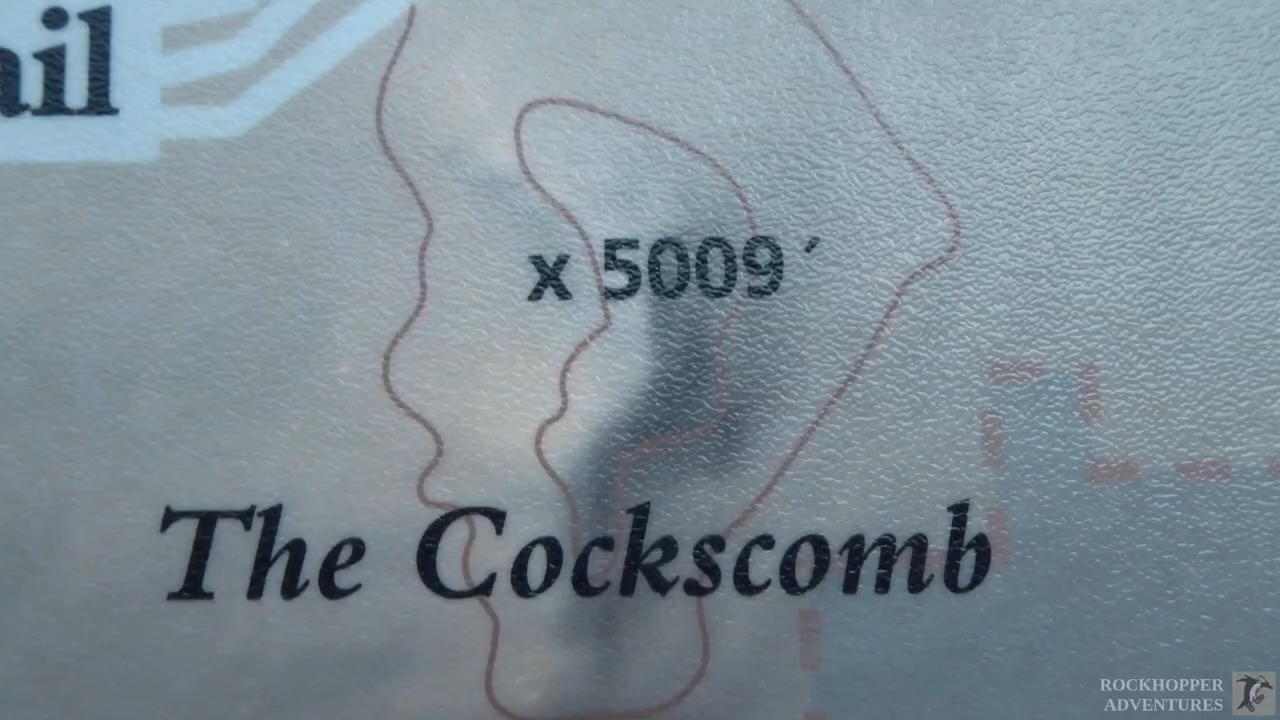 ail
x 5009′
The Cockscomb
ROCKHOPPER
ADVENTURES